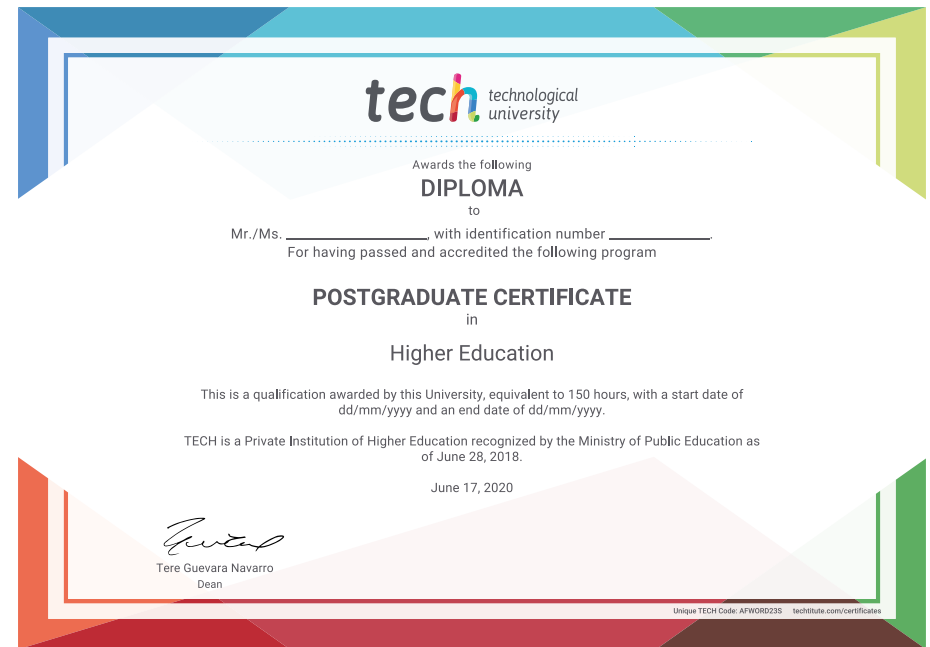 tech technological
university
Awards the following
DIPLOMA
to
Mr./Ms. ____________________, with identification number ______________.
For having passed and accredited the following program
POSTGRADUATE CERTIFICATE
in
Higher Education
This is a qualification awarded by this University, equivalent to 150 hours, with a start date of
dd/mm/yyyy and an end date of dd/mm/yyyy.
TECH is a Private Institution of Higher Education recognized by the Ministry of Public Education as
of June 28, 2018.
June 17, 2020
Tere Guevara Navarro
Dean
Unique TECH Code: AFWORD23S techtitute.com/certificates